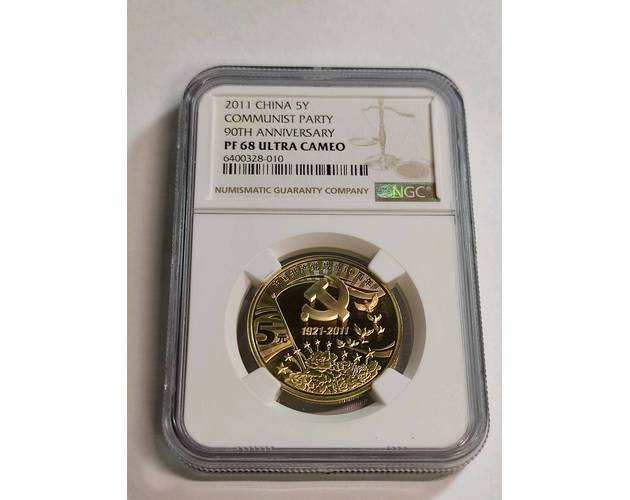 2011 CHINA 5Y
COMMUNIST PARTY
90TH ANNIVERSARY
PF 68 ULTRA CAMEO
6400328-010
NUMISMATIC GUARANTY COMPANY
NGC
1921-2011
5元